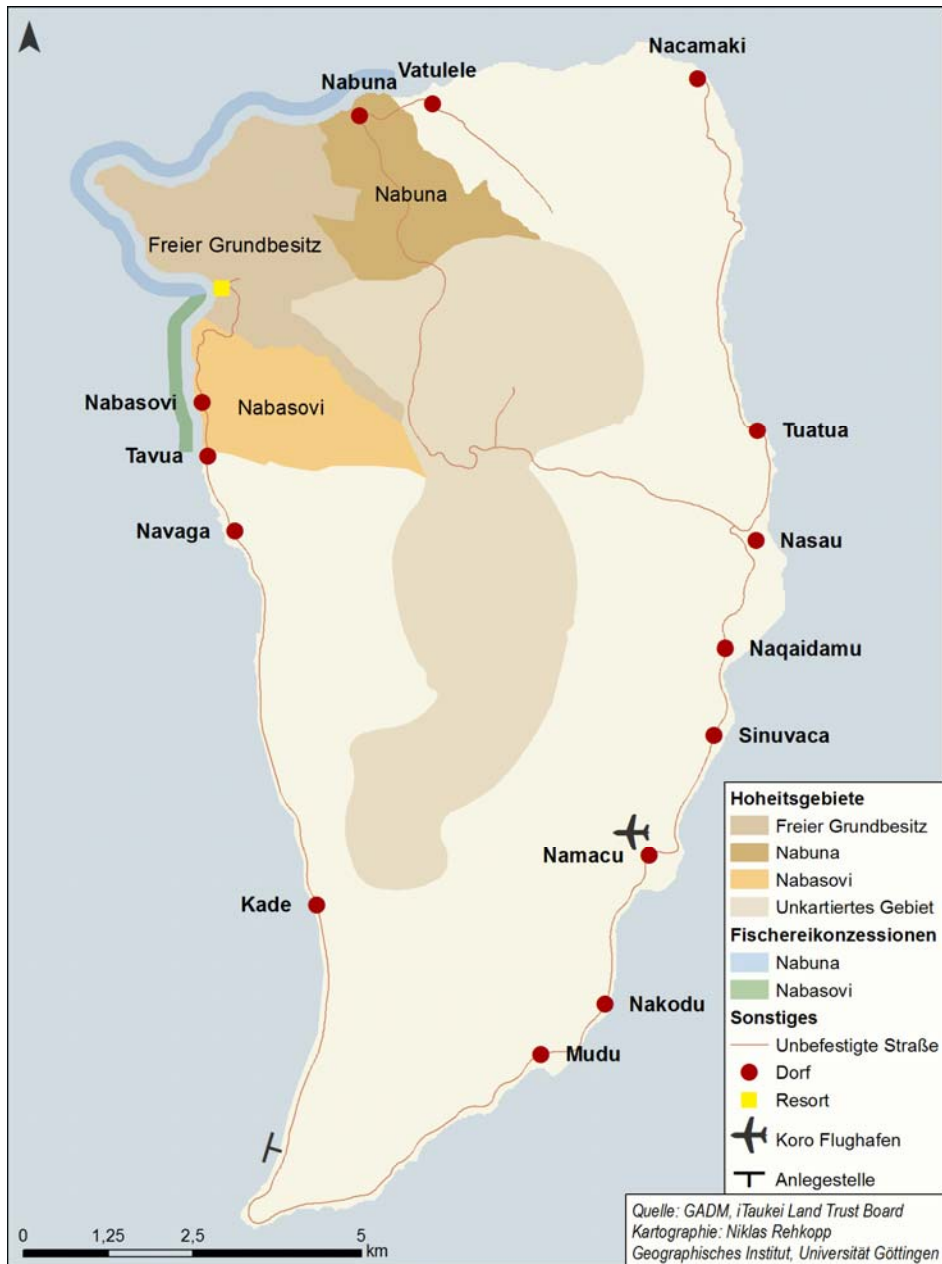 Nacamaki
Vatulele
Nabuna
Nabuna
Freier Grundbesitz
Nabasovi
Nabasovi
Tuatua
Tavua
Navaga
Nasau
Naqaidamu
Sinuvaca
Namacu
Kade
Nakodu
Mudu
Hoheitsgebiete
Freier Grundbesitz
Nabuna
Nabasovi
Unkartiertes Gebiet
Fischereikonzessionen
Nabuna
Nabasovi
Sonstiges
Unbefestigte Straße
Dorf
Resort
Koro Flughafen
Anlegestelle
Quelle: GADM, iTaukei Land Trust Board
Kartographie: Niklas Rehkopp
Geographisches Institut, Universität Göttingen
0 1,25 2,5 5
km